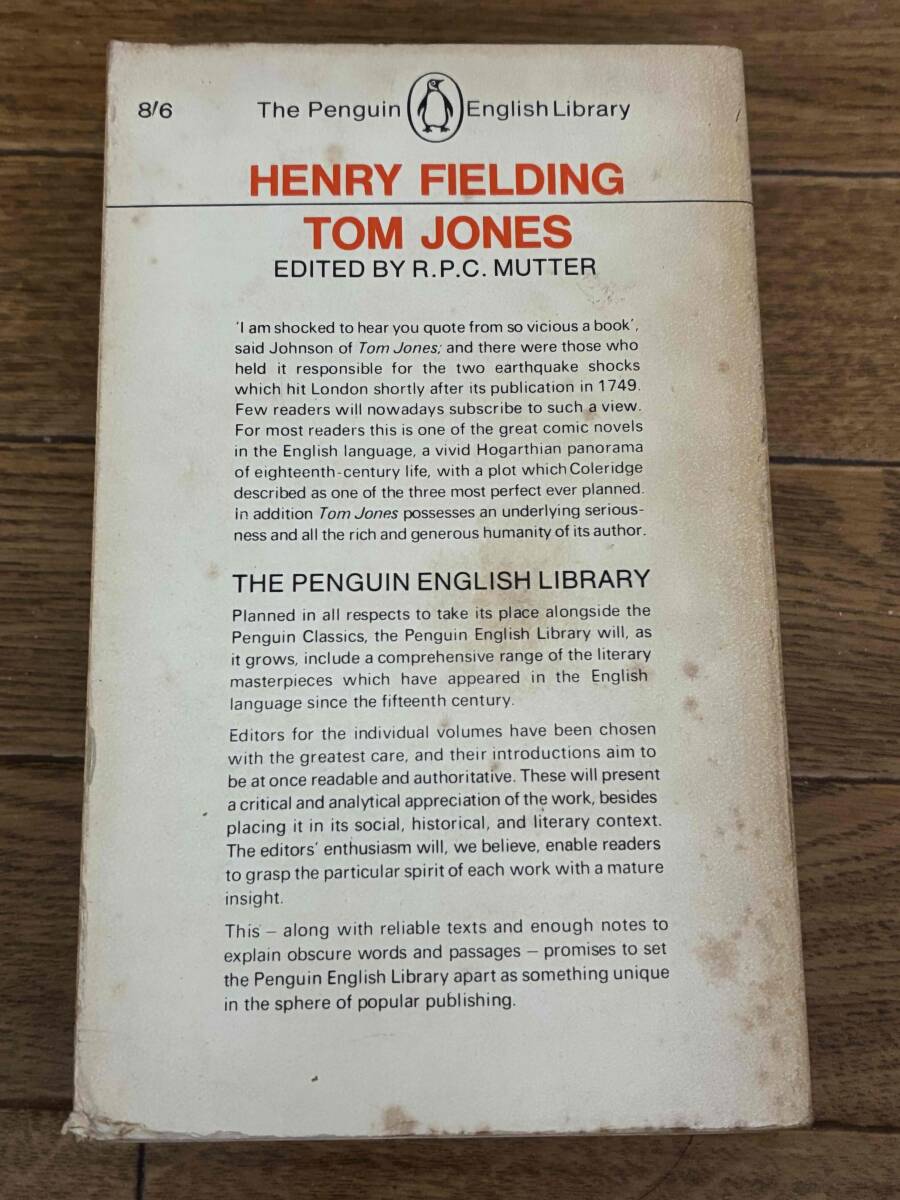 8/6 The Penguin English Library
HENRY FIELDING
TOM JONES
EDITED BY R.P.C. MUTTER
'I am shocked to hear you quote from so vicious a book',
said Johnson of Tom Jones; and there were those who
held it responsible for the two earthquake shocks
which hit London shortly after its publication in 1749.
Few readers will nowadays subscribe to such a view.
For most readers this is one of the great comic novels
in the English language, a vivid Hogarthian panorama
of eighteenth-century life, with a plot which Coleridge
described as one of the three most perfect ever planned.
In addition Tom Jones possesses an underlying serious-
ness and all the rich and generous humanity of its author.
THE PENGUIN ENGLISH LIBRARY
Planned in all respects to take its place alongside the
Penguin Classics, the Penguin English Library will, as
it grows, include a comprehensive range of the literary
masterpieces which have appeared in the English
language since the fifteenth century.
Editors for the individual volumes have been chosen
with the greatest care, and their introductions aim to
be at once readable and authoritative. These will present
a critical and analytical appreciation of the work, besides
placing it in its social, historical, and literary context.
The editors' enthusiasm will, we believe, enable readers
to grasp the particular spirit of each work with a mature
insight.
This – along with reliable texts and enough notes to
explain obscure words and passages – promises to set
the Penguin English Library apart as something unique
in the sphere of popular publishing.